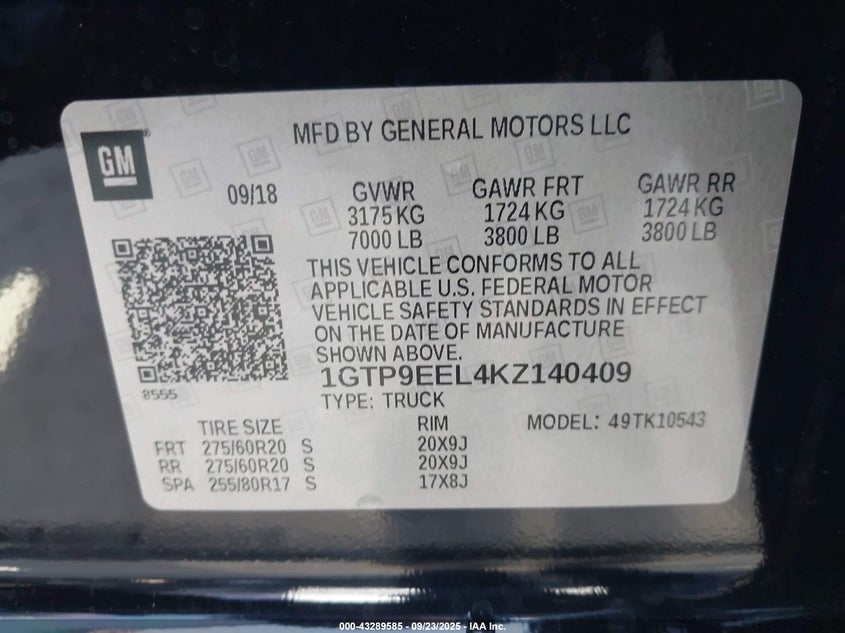 MFD BY GENERAL MOTORS LLC
GM
09/18 GVWR GAWR FRT GAWR RR
3175 KG 1724 KG 1724 KG
7000 LB 3800 LB 3800 LB
THIS VEHICLE CONFORMS TO ALL
APPLICABLE U.S. FEDERAL MOTOR
VEHICLE SAFETY STANDARDS IN EFFECT
ON THE DATE OF MANUFACTURE
SHOWN ABOVE.
1GTP9EEL4KZ140409
8555
TYPE: TRUCK
TIRE SIZE RIM MODEL: 49TK10543
FRT 275/60R20 S 20X9J
RR 275/60R20 S 20X9J
SPA 255/80R17 S 17X8J
000-43289585 - 09/23/2025 - IAA Inc.